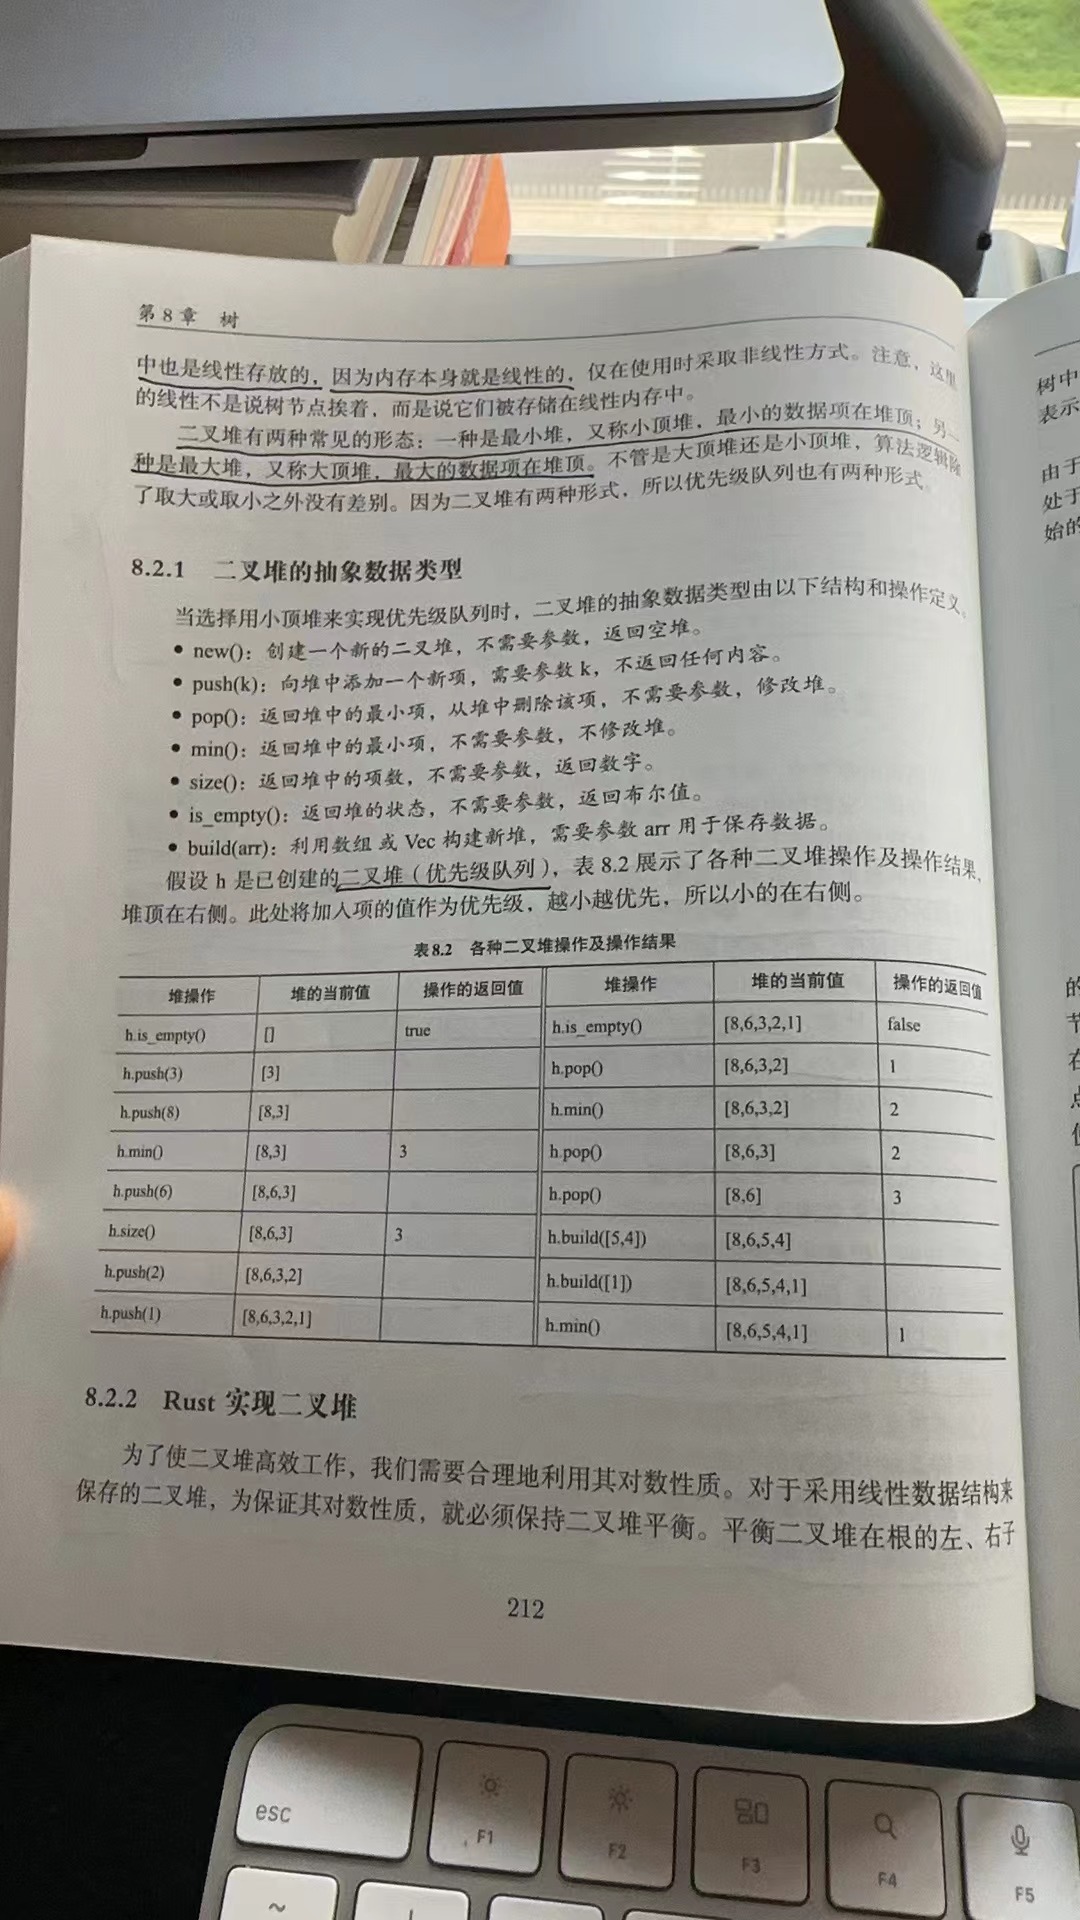 第8章 树
中也是线性存放的，因为内存本身就是线性的，仅在使用时采取非线性方式。注意，这里
的线性不是说树节点挨着，而是说它们被存储在线性内存中。
二叉堆有两种常见的形态：一种是最小堆，又称小顶堆，最小的数据项在堆顶；另一
种是最大堆，又称大顶堆，最大的数据项在堆顶。不管是大顶堆还是小顶堆，算法逻辑除
了取大或取小之外没有差别。因为二叉堆有两种形式，所以优先级队列也有两种形式。
8.2.1 二叉堆的抽象数据类型
当选择用小顶堆来实现优先级队列时，二叉堆的抽象数据类型由以下结构和操作定义。
• new()：创建一个新的二叉堆，不需要参数，返回空堆。
• push(k)：向堆中添加一个新项，需要参数 k，不返回任何内容。
• pop()：返回堆中的最小项，从堆中删除该项，不需要参数，修改堆。
• min()：返回堆中的最小项，不需要参数，不修改堆。
• size()：返回堆中的项数，不需要参数，返回数字。
• is_empty()：返回堆的状态，不需要参数，返回布尔值。
• build(arr)：利用数组或 Vec 构建新堆，需要参数 arr 用于保存数据。
假设 h 是已创建的二叉堆（优先级队列），表 8.2 展示了各种二叉堆操作及操作结果，
堆顶在右侧。此处将加入项的值作为优先级，越小越优先，所以小的在右侧。
表8.2 各种二叉堆操作及操作结果
堆操作 堆的当前值 操作的返回值 堆操作 堆的当前值 操作的返回值
h.is_empty() [] true h.is_empty() [8,6,3,2,1] false
h.push(3) [3] h.pop() [8,6,3,2] 1
h.push(8) [8,3] h.min() [8,6,3,2] 2
h.min() [8,3] 3 h.pop() [8,6,3] 2
h.push(6) [8,6,3] h.pop() [8,6] 3
h.size() [8,6,3] 3 h.build([5,4]) [8,6,5,4]
h.push(2) [8,6,3,2] h.build([1]) [8,6,5,4,1]
h.push(1) [8,6,3,2,1] h.min() [8,6,5,4,1] 1
8.2.2 Rust 实现二叉堆
为了使二叉堆高效工作，我们需要合理地利用其对数性质。对于采用线性数据结构来
保存的二叉堆，为保证其对数性质，就必须保持二叉堆平衡。平衡二叉堆在根的左、右子
212
树中
表示
由于
处于
始的
的
节
在
esc
F1
F2
F3
F4
F5
~